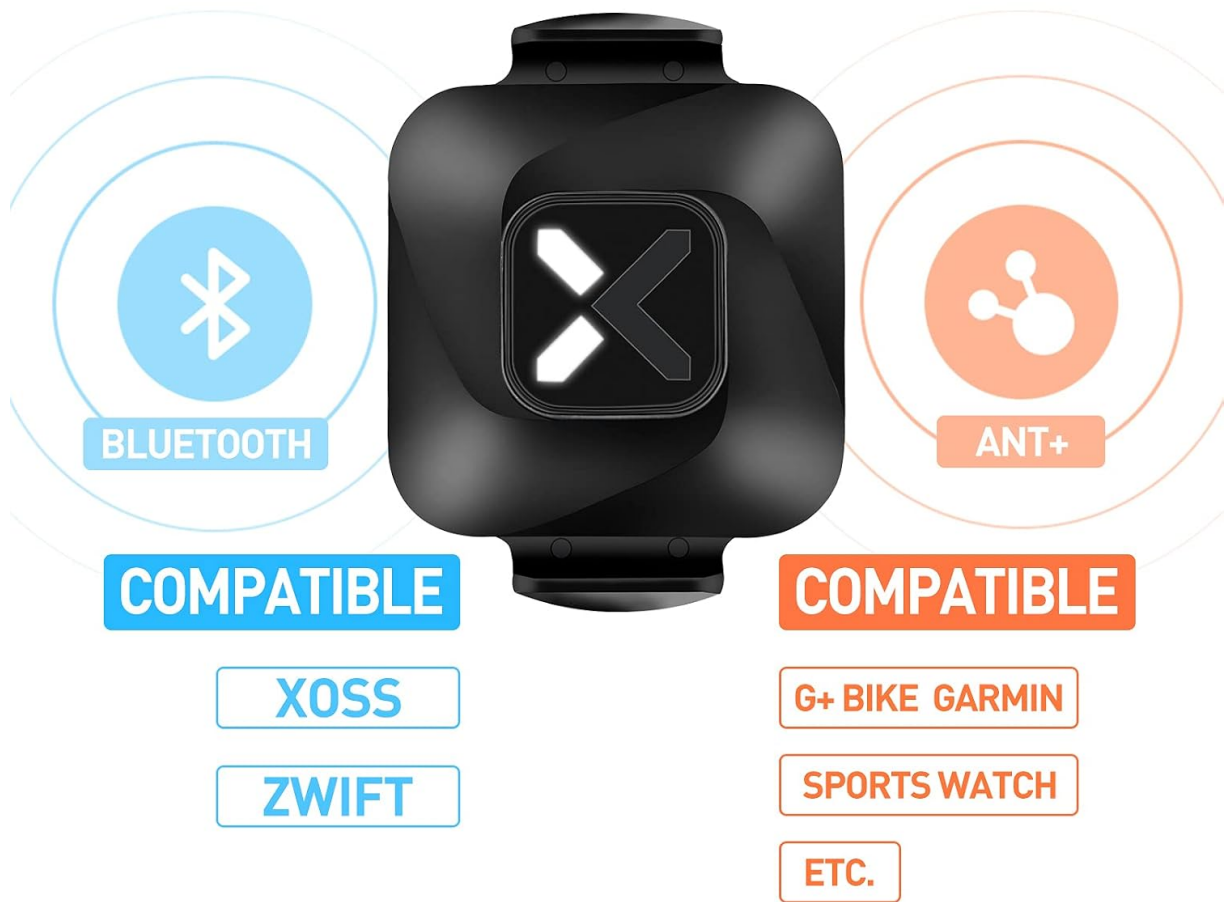 BLUETOOTH
COMPATIBLE
XOSS
ZWIFT
ANT+
COMPATIBLE
G+ BIKE GARMIN
SPORTS WATCH
ETC.